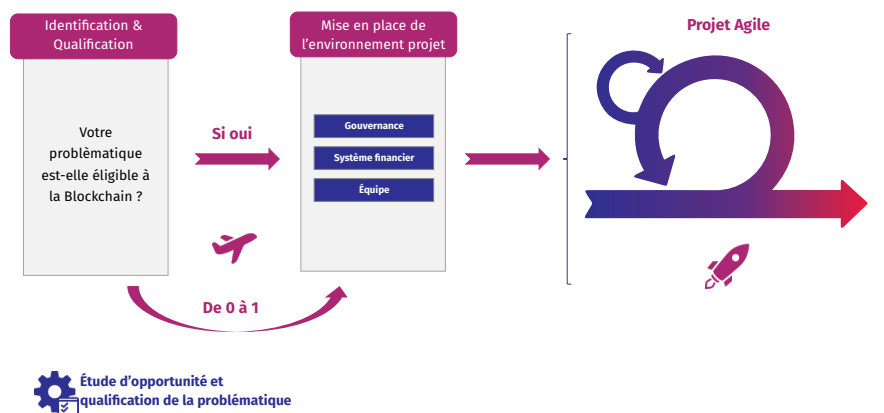 Identification &
Qualification
Votre
problèmatique
est-elle éligible à
la Blockchain ?
Si oui
De 0 à 1
Mise en place de
l'environnement projet
Gouvernance
Système financier
Équipe
Projet Agile
Étude d'opportunité et
qualification de la problématique